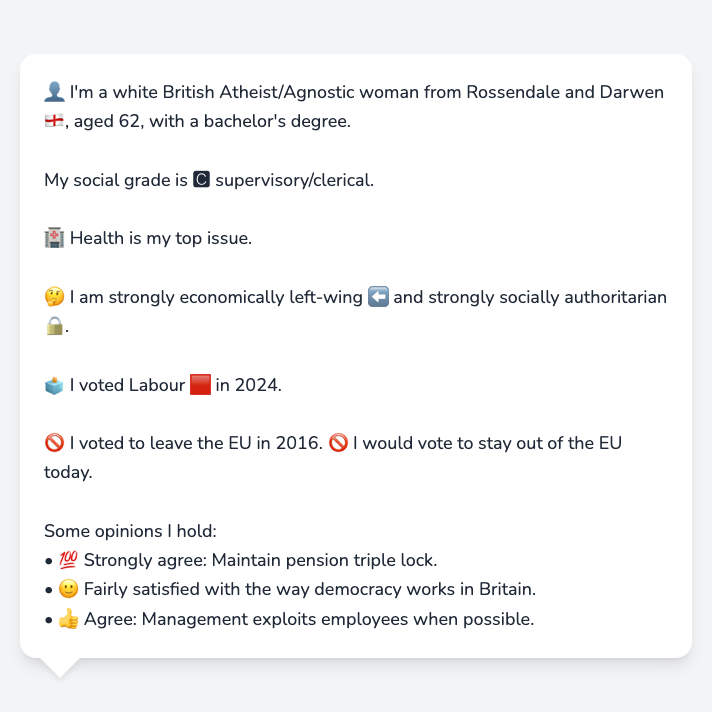 👤 I'm a white British Atheist/Agnostic woman from Rossendale and Darwen
🏴󠁧󠁢󠁥󠁮󠁧󠁿, aged 62, with a bachelor's degree.
My social grade is 🅲 supervisory/clerical.
🏥 Health is my top issue.
🤔 I am strongly economically left-wing ⬅️ and strongly socially authoritarian
🔒.
🗳️ I voted Labour 🟥 in 2024.
🚫 I voted to leave the EU in 2016. 🚫 I would vote to stay out of the EU
today.
Some opinions I hold:
• 💯 Strongly agree: Maintain pension triple lock.
• 🙂 Fairly satisfied with the way democracy works in Britain.
• 👍 Agree: Management exploits employees when possible.